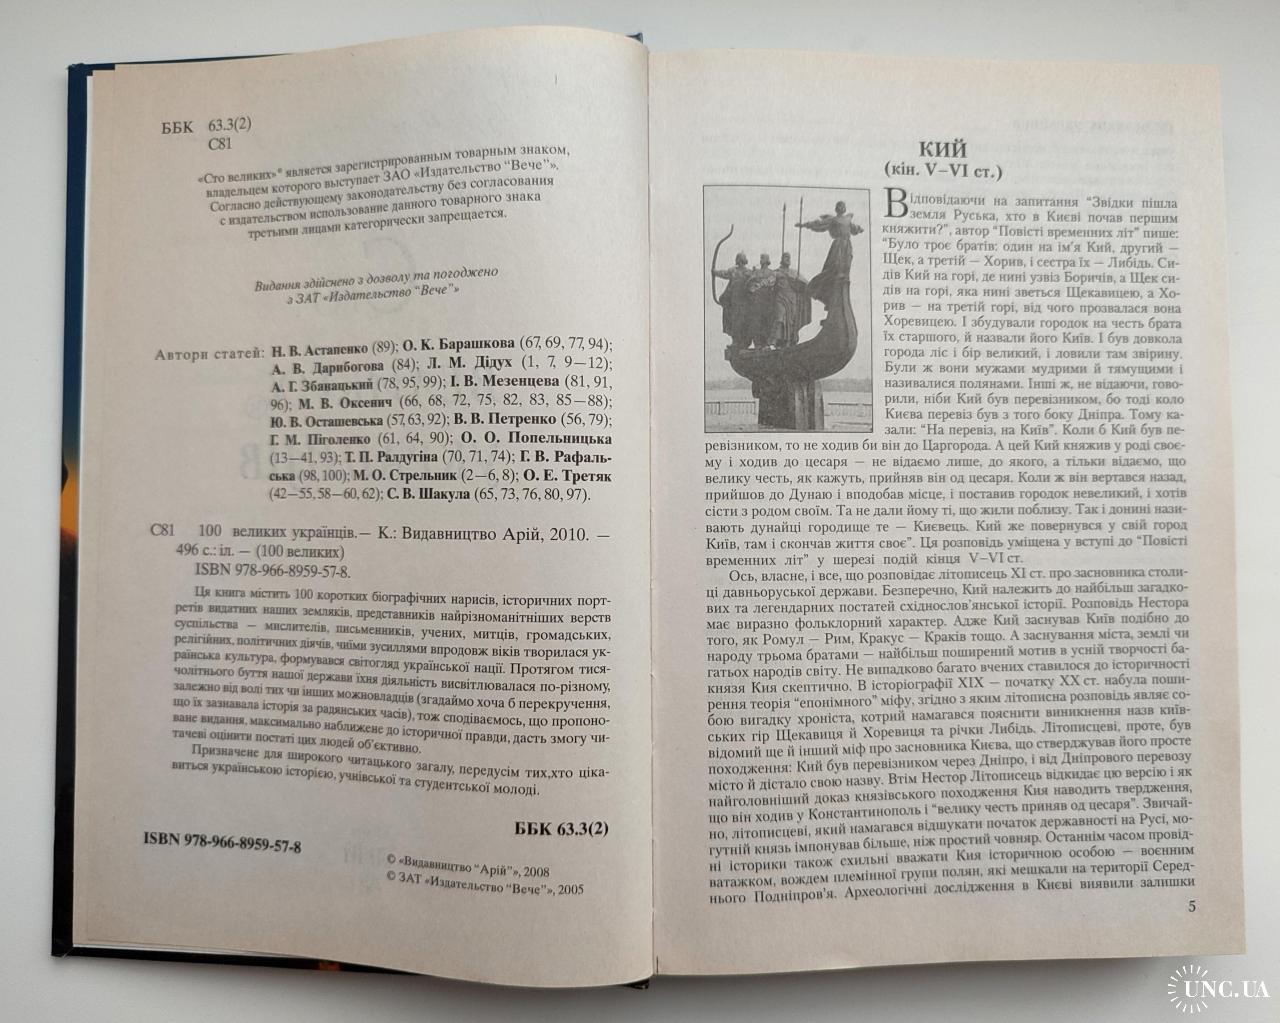 ББК 63.3(2)
С81
«Сто великих»® является зарегистрированным товарным знаком,
владельцем которого выступает ЗАО «Издательство “Вече”».
Согласно действующему законодательству без согласования
с издательством использование данного товарного знака
третьими лицами категорически запрещается.
Видання здійснено з дозволу та погоджено
з ЗАТ «Издательство “Вече”»
Автори статей: Н. В. Астапенко (89); О. К. Барашкова (67, 69, 77, 94);
А. В. Дарибогова (84); Л. М. Дідух (1, 7, 9—12);
А. Г. Збанацький (78, 95, 99); І. В. Мезенцева (81, 91,
96); М. В. Оксенич (66, 68, 72, 75, 82, 83, 85—88);
Ю. В. Осташевська (57, 63, 92); В. В. Петренко (56, 79);
Г. М. Піголенко (61, 64, 90); О. О. Попельницька
(13—41, 93); Т. П. Ралдугіна (70, 71, 74); Г. В. Рафаль-
ська (98, 100); М. О. Стрельник (2—6, 8); О. Е. Третяк
(42—55, 58—60, 62); С. В. Шакула (65, 73, 76, 80, 97).
С81 100 великих українців.— К.: Видавництво Арій, 2010. —
496 с.: іл. — (100 великих)
ISBN 978-966-8959-57-8.
Ця книга містить 100 коротких біографічних нарисів, історичних порт-
ретів видатних наших земляків, представників найрізноманітніших верств
суспільства — мислителів, письменників, учених, митців, громадських,
релігійних, політичних діячів, чиїми зусиллями впродовж віків творилася ук-
раїнська культура, формувався світогляд української нації. Протягом тися-
чолітнього буття нашої держави їхня діяльність висвітлювалася по-різному,
залежно від волі тих чи інших можновладців (згадаймо хоча б перекручення,
що їх зазнавала історія за радянських часів), тож сподіваємось, що пропоно-
ване видання, максимально наближене до історичної правди, дасть змогу чи-
тачеві оцінити постаті цих людей об’єктивно.
Призначене для широкого читацького загалу, передусім тих,хто ціка-
виться українською історією, учнівської та студентської молоді.
ББК 63.3(2)
ISBN 978-966-8959-57-8
© «Видавництво “Арій”», 2008
© ЗАТ «Издательство “Вече”», 2005
КИЙ
(кін. V–VI ст.)
Відповідаючи на запитання “Звідки пішла
земля Руська, хто в Києві почав першим
княжити?”, автор “Повісті временних літ” пише:
“Було троє братів: один на ім’я Кий, другий —
Щек, а третій — Хорив, і сестра їх — Либідь. Си-
дів Кий на горі, де нині узвіз Боричів, а Щек си-
дів на горі, яка нині зветься Щекавицею, а Хо-
рив — на третій горі, від чого прозвалася вона
Хоревицею. І збудували городок на честь брата
їх старшого, й назвали його Київ. І був довкола
города ліс і бір великий, і ловили там звірину.
Були ж вони мужами мудрими й тямущими і
називалися полянами. Інші ж, не відаючи, гово-
рили, ніби Кий був перевізником, бо тоді коло
Києва перевіз був з того боку Дніпра. Тому ка-
зали: “На перевіз, на Київ”. Коли б Кий був пе-
ревізником, то не ходив би він до Царгорода. А цей Кий княжив у роді своє-
му і ходив до цесаря — не відаємо лише, до якого, а тільки відаємо, що
велику честь, як кажуть, прийняв він од цесаря. Коли ж він вертався назад,
прийшов до Дунаю і вподобав місце, і поставив городок невеликий, і хотів
сісти з родом своїм. Та не дали йому ті, що жили поблизу. Так і донині нази-
вають дунайці городище те — Києвець. Кий же повернувся у свій город
Київ, там і скончав життя своє”. Ця розповідь уміщена у вступі до “Повісті
временних літ” у шерезі подій кінця V–VI ст.
Ось, власне, і все, що розповідає літописець XI ст. про засновника столи-
ці давньоруської держави. Безперечно, Кий належить до найбільш загадко-
вих та легендарних постатей східнослов’янської історії. Розповідь Нестора
має виразно фольклорний характер. Адже Кий заснував Київ подібно до
того, як Ромул — Рим, Кракус — Краків тощо. А заснування міста, землі чи
народу трьома братами — найбільш поширений мотив в усній творчості ба-
гатьох народів світу. Не випадково багато вчених ставилося до історичності
князя Кия скептично. В історіографії XIX — початку XX ст. набула поши-
рення теорія “епонімного” міфу, згідно з яким літописна розповідь являє со-
бою вигадку хроніста, котрий намагався пояснити виникнення назв київ-
ських гір Щекавиця й Хоревиця та річки Либідь. Літописцеві, проте, був
відомий ще й інший міф про засновника Києва, що стверджував його просте
походження: Кий був перевізником через Дніпро, і від Дніпрового перевозу
місто й дістало свою назву. Втім Нестор Літописець відкидає цю версію і як
найголовніший доказ князівського походження Кия наводить твердження,
що він ходив у Константинополь і “велику честь приняв од цесаря”. Звичай-
но, літописцеві, який намагався відшукати початок державності на Русі, мо-
гутній князь імпонував більше, ніж простий човняр. Останнім часом провід-
ні історики також схильні вважати Кия історичною особою — воєнним
ватажком, вождем племінної групи полян, які мешкали на території Серед-
нього Подніпров’я. Археологічні дослідження в Києві виявили залишки
5
UNC.UA